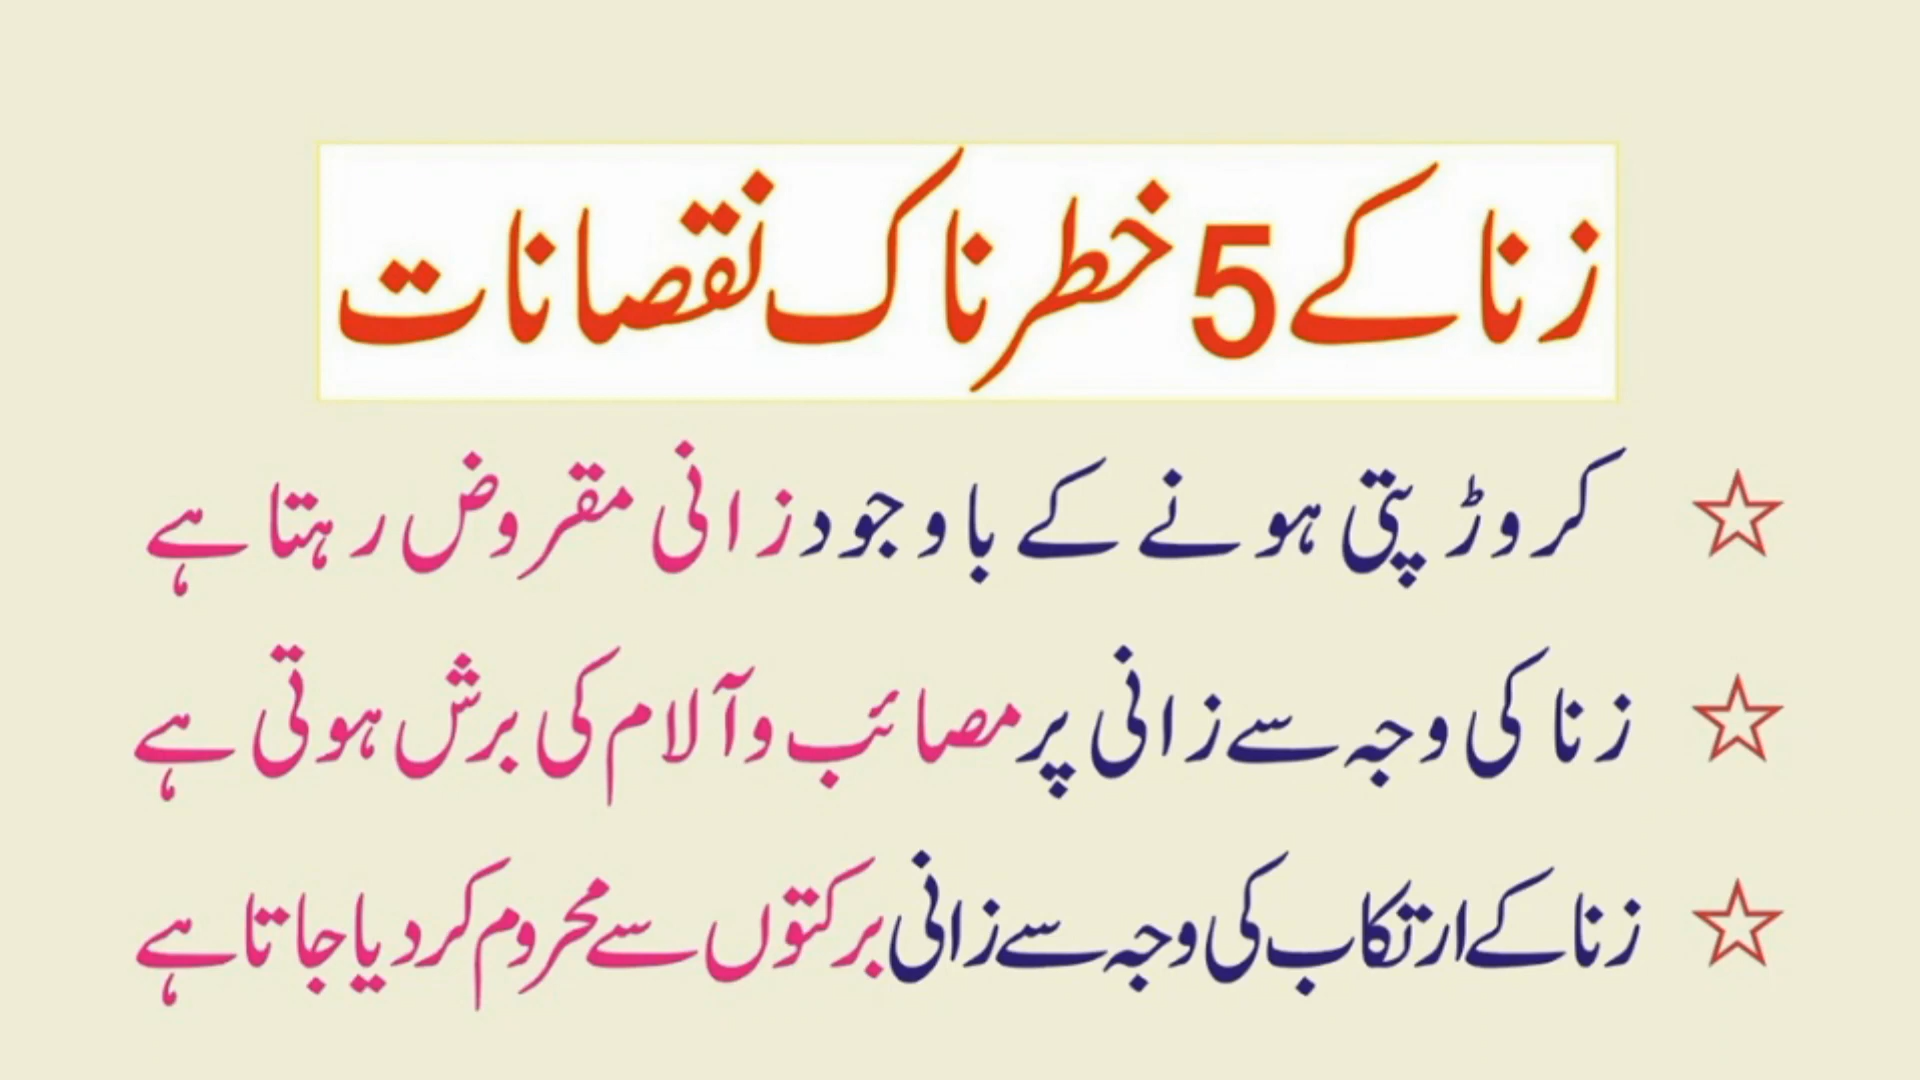 زنا کے 5 خطرناک نقصانات
کروڑ پتی ہونے کے باوجود زانی مقروض رہتا ہے
زنا کی وجہ سے زانی پر مصائب و آلام کی برش ہوتی ہے
زنا کے ارتکاب کی وجہ سے زانی برکتوں سے محروم کر دیا جاتا ہے